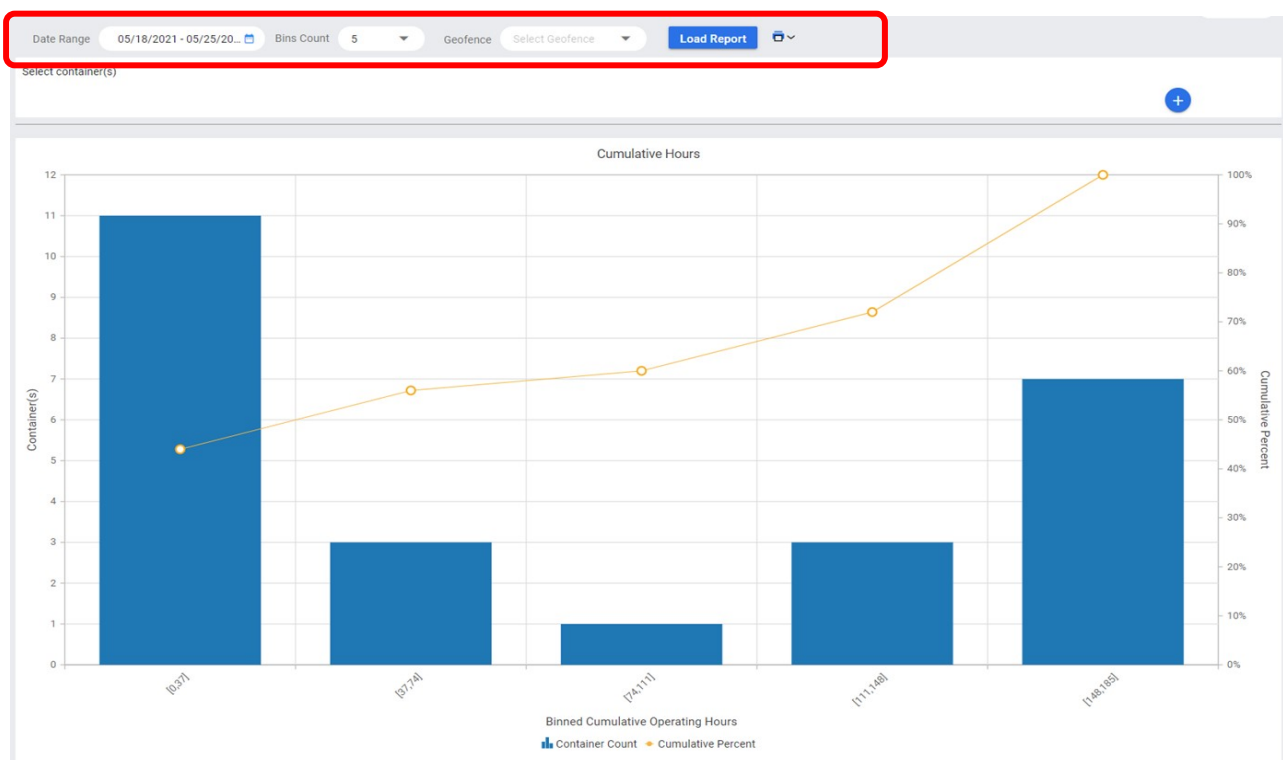 Date Range 05/18/2021 - 05/25/20... Bins Count 5 Geofence Select Geofence Load Report
Select container(s)
Cumulative Hours
12 100%
11 90%
10 80%
9 70%
8 60%
7 50%
6 40%
5 30%
4 20%
3 10%
2 0%
1
0
Container(s)
Cumulative Percent
[0,37] [37,74] [74,111] [111,148] [148,185]
Binned Cumulative Operating Hours
Container Count Cumulative Percent